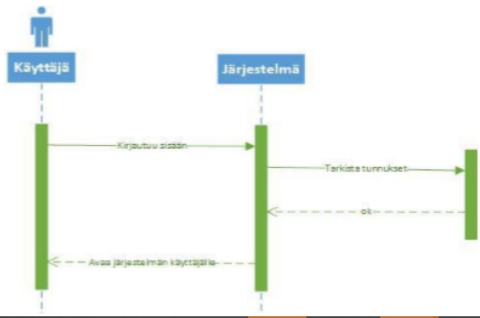 Käyttäjä
Järjestelmä
Kirjautuu sisään
Tarkista tunnukset
ok
Avaa järjestelmän käyttäjälle